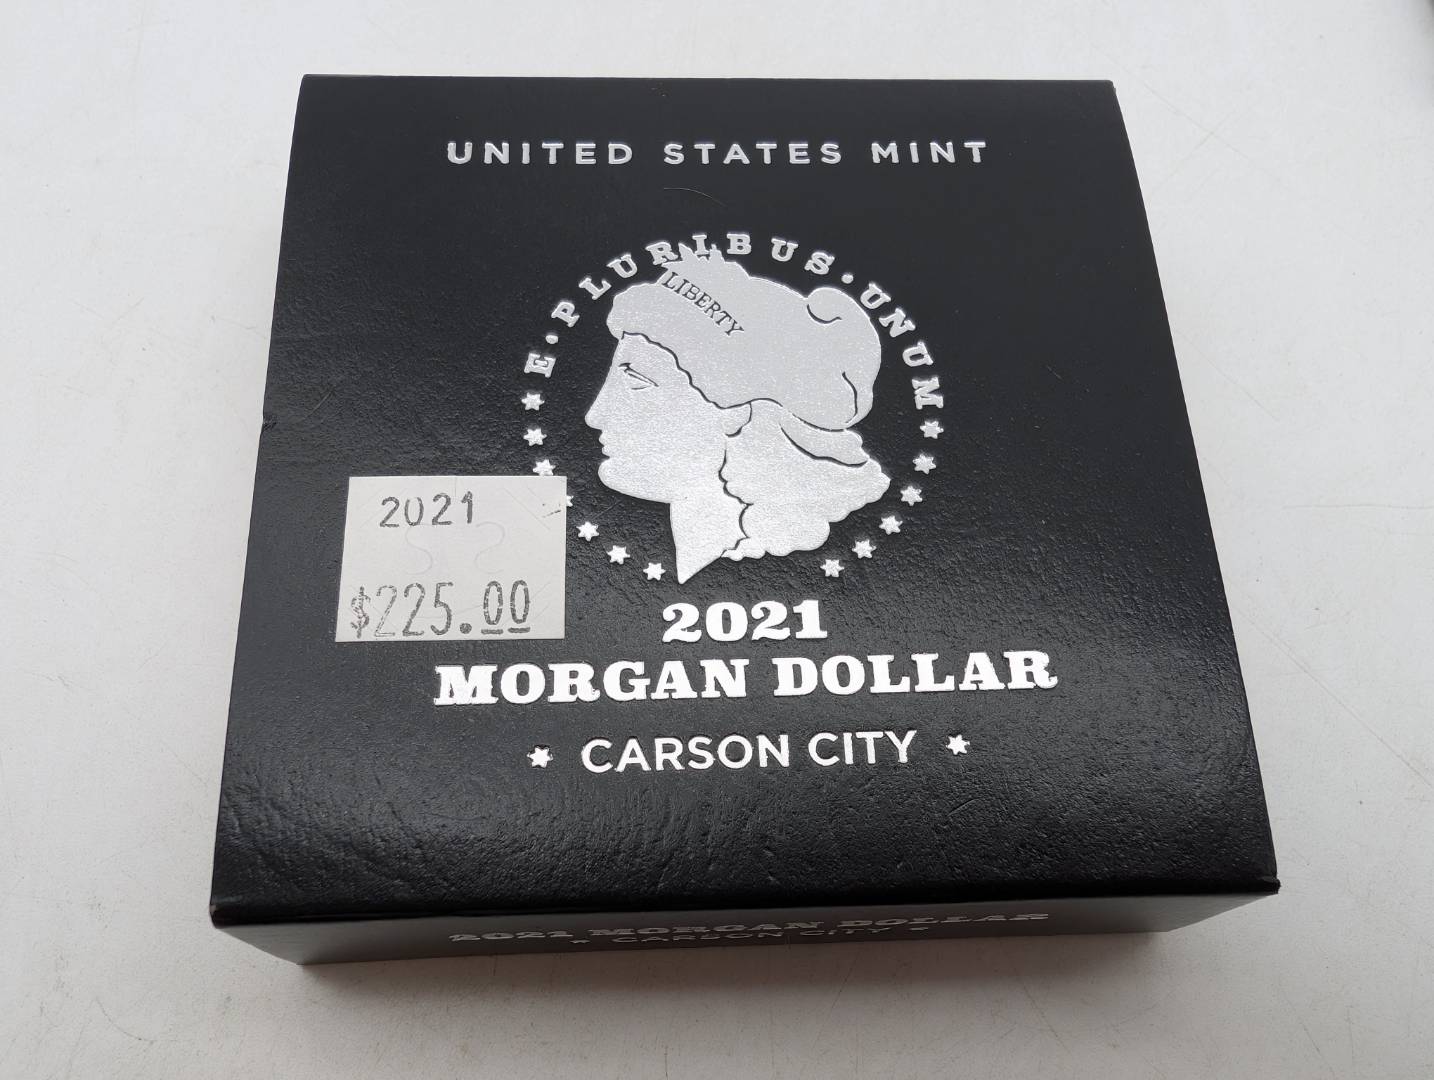 UNITED STATES MINT
E · PLURIBUS · UNUM
LIBERTY
2021
$225.00
2021
MORGAN DOLLAR
CARSON CITY
2021 MORGAN DOLLAR
CARSON CITY